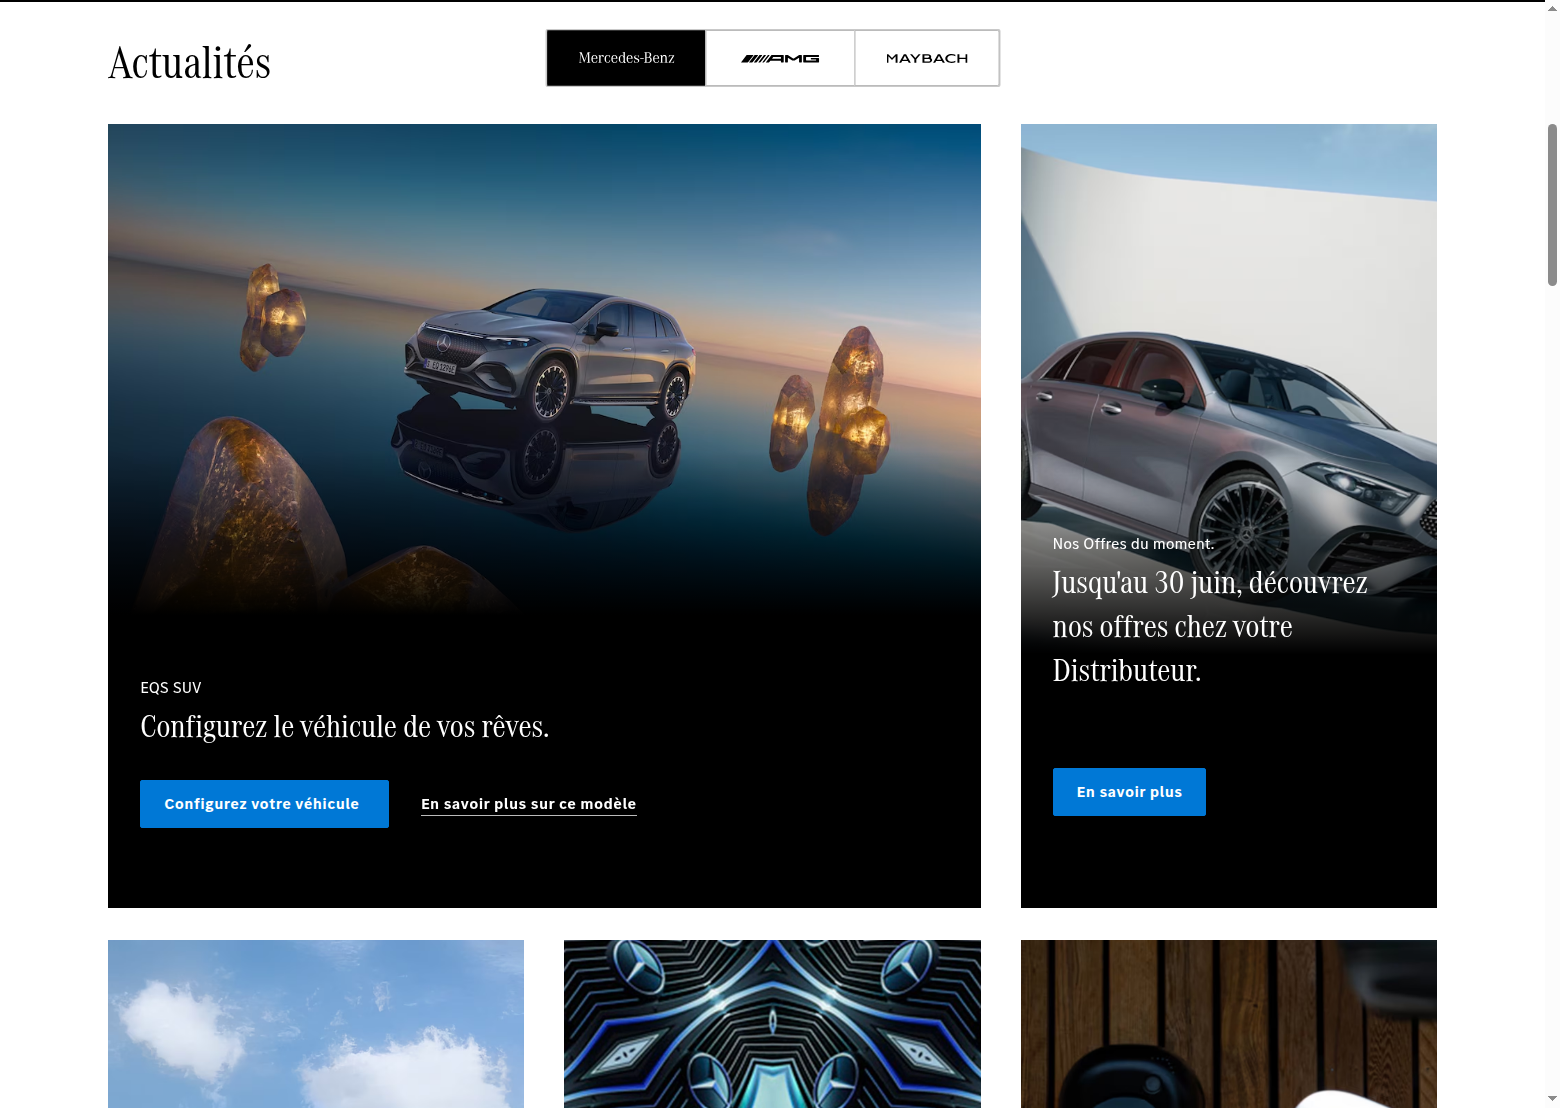 Actualités
Mercedes-Benz
AMG
MAYBACH
EQS SUV
Configurez le véhicule de vos rêves.
Configurez votre véhicule
En savoir plus sur ce modèle
Nos Offres du moment.
Jusqu'au 30 juin, découvrez
nos offres chez votre
Distributeur.
En savoir plus